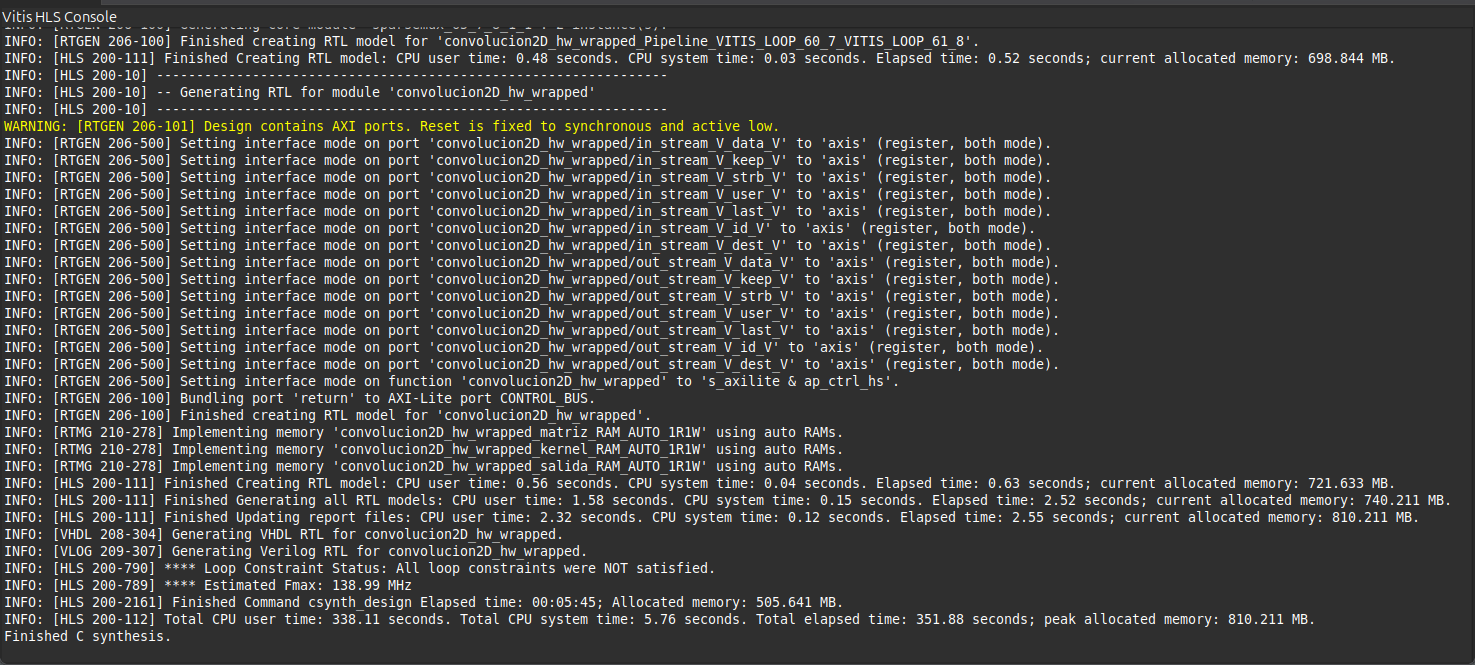 Vitis HLS Console
INFO: [RTGEN 206-100] Finished creating RTL model for 'convolucion2D_hw_wrapped_Pipeline_VITIS_LOOP_60_7_VITIS_LOOP_61_8'.
INFO: [HLS 200-111] Finished Creating RTL model: CPU user time: 0.48 seconds. CPU system time: 0.03 seconds. Elapsed time: 0.52 seconds; current allocated memory: 698.844 MB.
INFO: [HLS 200-10] ----------------------------------------------------------------
INFO: [HLS 200-10] -- Generating RTL for module 'convolucion2D_hw_wrapped'
INFO: [HLS 200-10] ----------------------------------------------------------------
WARNING: [RTGEN 206-101] Design contains AXI ports. Reset is fixed to synchronous and active low.
INFO: [RTGEN 206-500] Setting interface mode on port 'convolucion2D_hw_wrapped/in_stream_V_data_V' to 'axis' (register, both mode).
INFO: [RTGEN 206-500] Setting interface mode on port 'convolucion2D_hw_wrapped/in_stream_V_keep_V' to 'axis' (register, both mode).
INFO: [RTGEN 206-500] Setting interface mode on port 'convolucion2D_hw_wrapped/in_stream_V_strb_V' to 'axis' (register, both mode).
INFO: [RTGEN 206-500] Setting interface mode on port 'convolucion2D_hw_wrapped/in_stream_V_user_V' to 'axis' (register, both mode).
INFO: [RTGEN 206-500] Setting interface mode on port 'convolucion2D_hw_wrapped/in_stream_V_last_V' to 'axis' (register, both mode).
INFO: [RTGEN 206-500] Setting interface mode on port 'convolucion2D_hw_wrapped/in_stream_V_id_V' to 'axis' (register, both mode).
INFO: [RTGEN 206-500] Setting interface mode on port 'convolucion2D_hw_wrapped/in_stream_V_dest_V' to 'axis' (register, both mode).
INFO: [RTGEN 206-500] Setting interface mode on port 'convolucion2D_hw_wrapped/out_stream_V_data_V' to 'axis' (register, both mode).
INFO: [RTGEN 206-500] Setting interface mode on port 'convolucion2D_hw_wrapped/out_stream_V_keep_V' to 'axis' (register, both mode).
INFO: [RTGEN 206-500] Setting interface mode on port 'convolucion2D_hw_wrapped/out_stream_V_strb_V' to 'axis' (register, both mode).
INFO: [RTGEN 206-500] Setting interface mode on port 'convolucion2D_hw_wrapped/out_stream_V_user_V' to 'axis' (register, both mode).
INFO: [RTGEN 206-500] Setting interface mode on port 'convolucion2D_hw_wrapped/out_stream_V_last_V' to 'axis' (register, both mode).
INFO: [RTGEN 206-500] Setting interface mode on port 'convolucion2D_hw_wrapped/out_stream_V_id_V' to 'axis' (register, both mode).
INFO: [RTGEN 206-500] Setting interface mode on port 'convolucion2D_hw_wrapped/out_stream_V_dest_V' to 'axis' (register, both mode).
INFO: [RTGEN 206-500] Setting interface mode on function 'convolucion2D_hw_wrapped' to 's_axilite & ap_ctrl_hs'.
INFO: [RTGEN 206-100] Bundling port 'return' to AXI-Lite port CONTROL_BUS.
INFO: [RTGEN 206-100] Finished creating RTL model for 'convolucion2D_hw_wrapped'.
INFO: [RTMG 210-278] Implementing memory 'convolucion2D_hw_wrapped_matriz_RAM_AUTO_1R1W' using auto RAMs.
INFO: [RTMG 210-278] Implementing memory 'convolucion2D_hw_wrapped_kernel_RAM_AUTO_1R1W' using auto RAMs.
INFO: [RTMG 210-278] Implementing memory 'convolucion2D_hw_wrapped_salida_RAM_AUTO_1R1W' using auto RAMs.
INFO: [HLS 200-111] Finished Creating RTL model: CPU user time: 0.56 seconds. CPU system time: 0.04 seconds. Elapsed time: 0.63 seconds; current allocated memory: 721.633 MB.
INFO: [HLS 200-111] Finished Generating all RTL models: CPU user time: 1.58 seconds. CPU system time: 0.15 seconds. Elapsed time: 2.52 seconds; current allocated memory: 740.211 MB.
INFO: [HLS 200-111] Finished Updating report files: CPU user time: 2.32 seconds. CPU system time: 0.12 seconds. Elapsed time: 2.55 seconds; current allocated memory: 810.211 MB.
INFO: [VHDL 208-304] Generating VHDL RTL for convolucion2D_hw_wrapped.
INFO: [VLOG 209-307] Generating Verilog RTL for convolucion2D_hw_wrapped.
INFO: [HLS 200-790] **** Loop Constraint Status: All loop constraints were NOT satisfied.
INFO: [HLS 200-789] **** Estimated Fmax: 138.99 MHz
INFO: [HLS 200-2161] Finished Command csynth_design Elapsed time: 00:05:45; Allocated memory: 505.641 MB.
INFO: [HLS 200-112] Total CPU user time: 338.11 seconds. Total CPU system time: 5.76 seconds. Total elapsed time: 351.88 seconds; peak allocated memory: 810.211 MB.
Finished C synthesis.